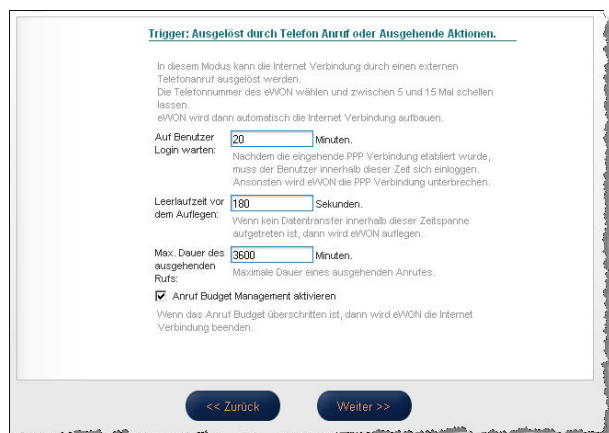 Trigger: Ausgelöst durch Telefon Anruf oder Ausgehende Aktionen.
In diesem Modus kann die Internet Verbindung durch einen externen
Telefonanruf ausgelöst werden.
Die Telefonnummer des eWON wählen und zwischen 5 und 15 Mal schellen
lassen.
eWON wird dann automatisch die Internet Verbindung aufbauen.
Auf Benutzer
Login warten:
20 Minuten.
Nachdem die eingehende PPP Verbindung etabliert wurde,
muss der Benutzer innerhalb dieser Zeit sich einloggen.
Ansonsten wird eWON die PPP Verbindung unterbrechen.
Leerlaufzeit vor
dem Auflegen:
180 Sekunden.
Wenn kein Datentransfer innerhalb dieser Zeitspanne
aufgetreten ist, dann wird eWON auflegen.
Max. Dauer des
ausgehenden
Rufs:
3600 Minuten.
Maximale Dauer eines ausgehenden Anrufes.
Anruf Budget Management aktivieren
Wenn das Anruf Budget überschritten ist, dann wird eWON die Internet
Verbindung beenden.
<< Zurück
Weiter >>